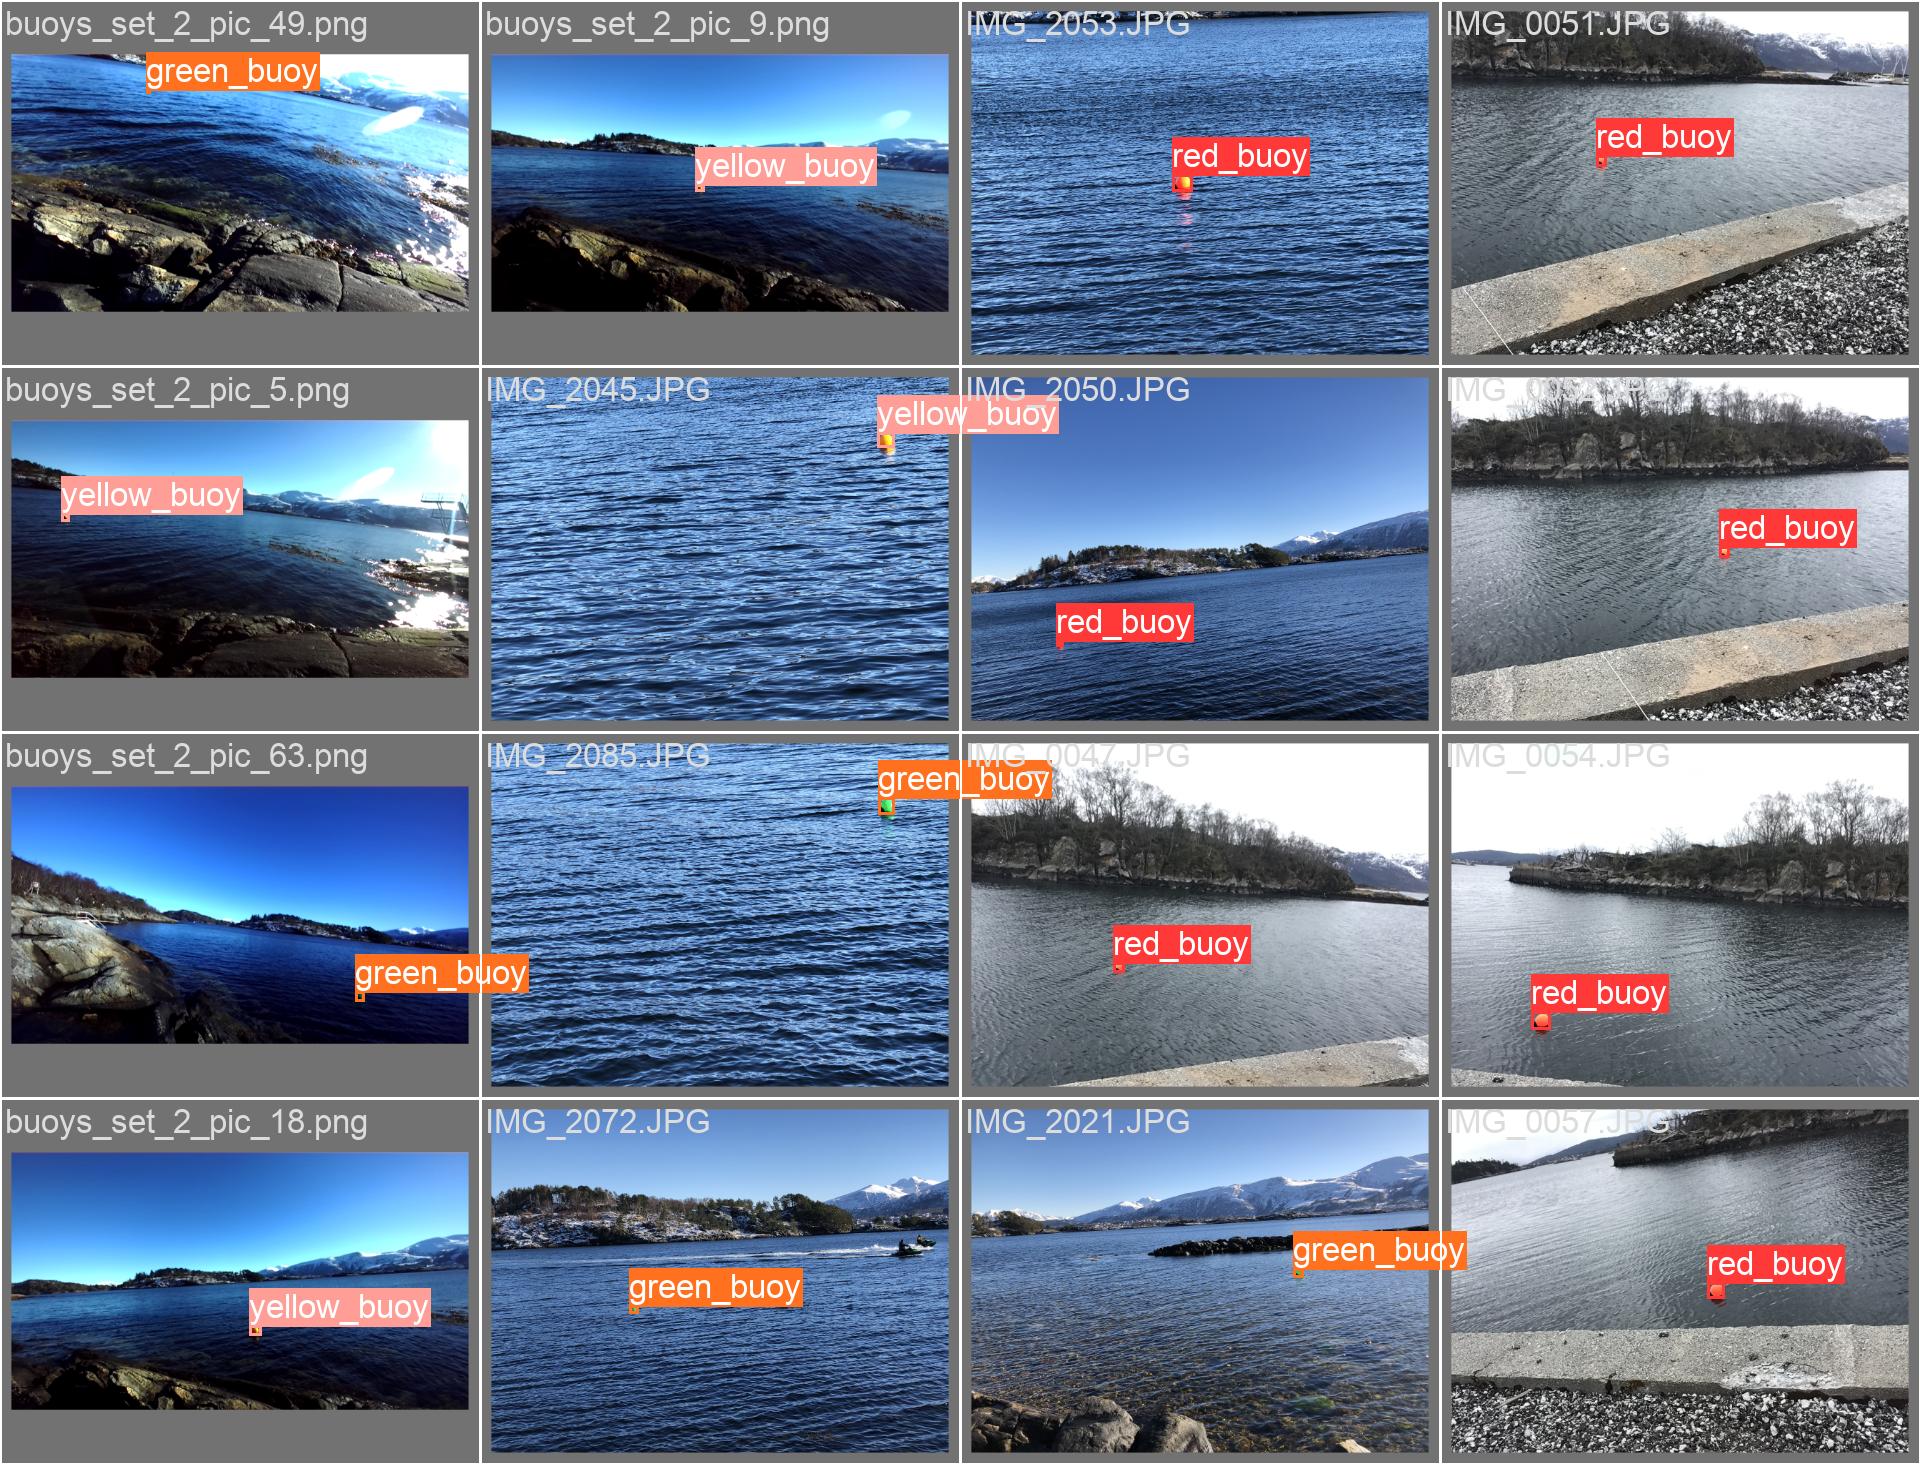 buoys_set_2_pic_49.png
green_buoy
buoys_set_2_pic_9.png
yellow_buoy
IMG_2053.JPG
red_buoy
IMG_0051.JPG
red_buoy
buoys_set_2_pic_5.png
yellow_buoy
IMG_2045.JPG
yellow_buoy
IMG_2050.JPG
red_buoy
red_buoy
buoys_set_2_pic_63.png
green_buoy
IMG_2085.JPG
green_buoy
IMG_0047.JPG
red_buoy
IMG_0054.JPG
red_buoy
buoys_set_2_pic_18.png
yellow_buoy
IMG_2072.JPG
green_buoy
IMG_2021.JPG
green_buoy
IMG_0057.JPG
red_buoy